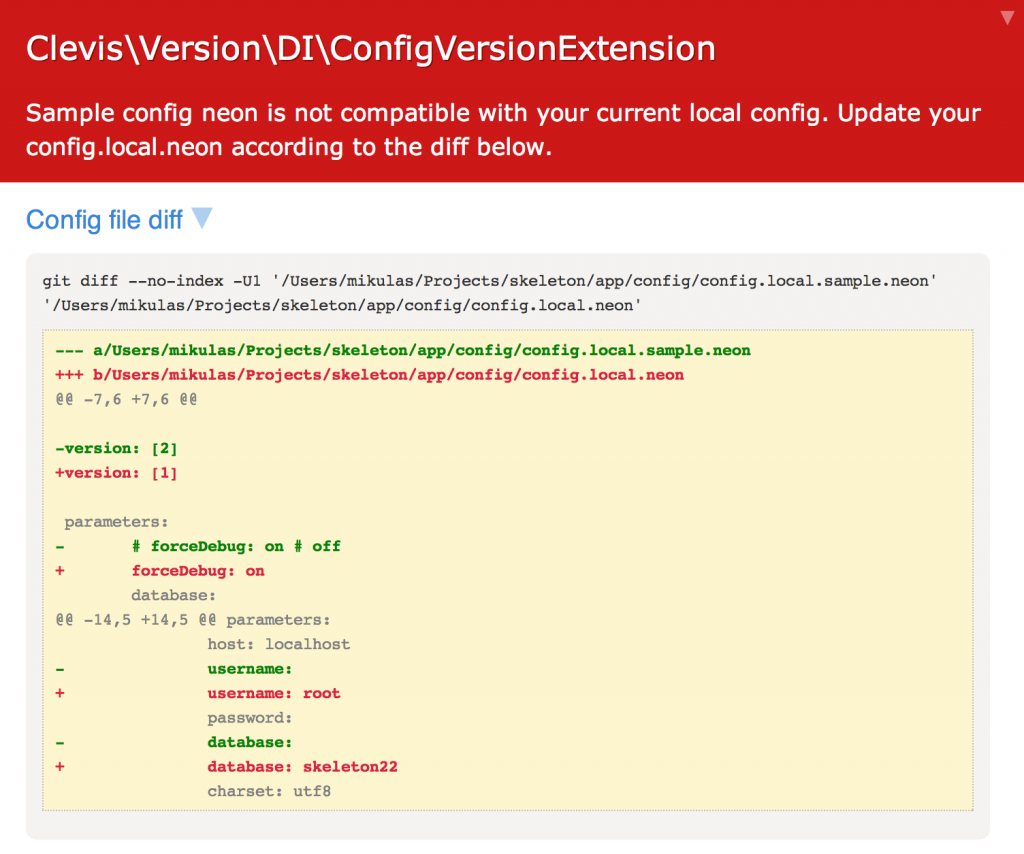 Clevis\Version\DI\ConfigVersionExtension
Sample config neon is not compatible with your current local config. Update your
config.local.neon according to the diff below.
Config file diff
git diff --no-index -U1 '/Users/mikulas/Projects/skeleton/app/config/config.local.sample.neon'
'/Users/mikulas/Projects/skeleton/app/config/config.local.neon'
--- a/Users/mikulas/Projects/skeleton/app/config/config.local.sample.neon
+++ b/Users/mikulas/Projects/skeleton/app/config/config.local.neon
@@ -7,6 +7,6 @@
-version: [2]
+version: [1]
 parameters:
-       # forceDebug: on # off
+       forceDebug: on
        database:
@@ -14,5 +14,5 @@ parameters:
                host: localhost
-               username:
+               username: root
                password:
-               database:
+               database: skeleton22
                charset: utf8